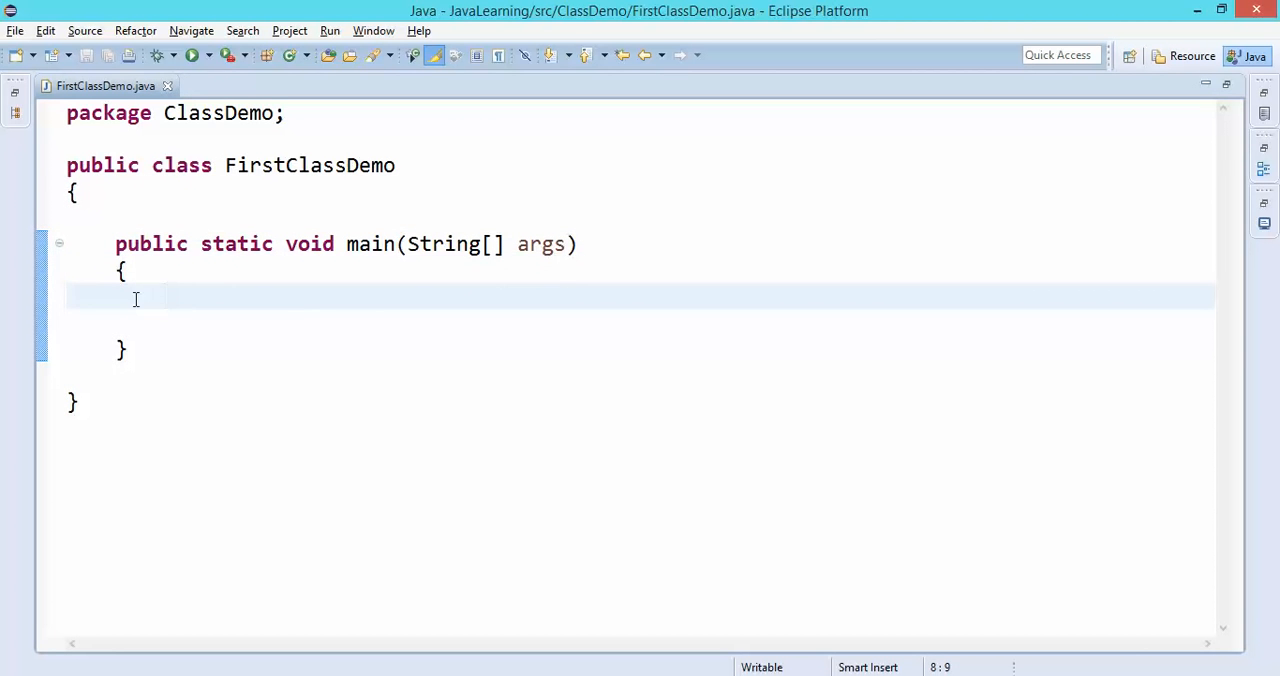 Java - JavaLearning/src/ClassDemo/FirstClassDemo.java - Eclipse Platform
File Edit Source Refactor Navigate Search Project Run Window Help
Quick Access Resource Java
FirstClassDemo.java
package ClassDemo;
public class FirstClassDemo
{
public static void main(String[] args)
{
}
}
Writable Smart Insert 8 : 9